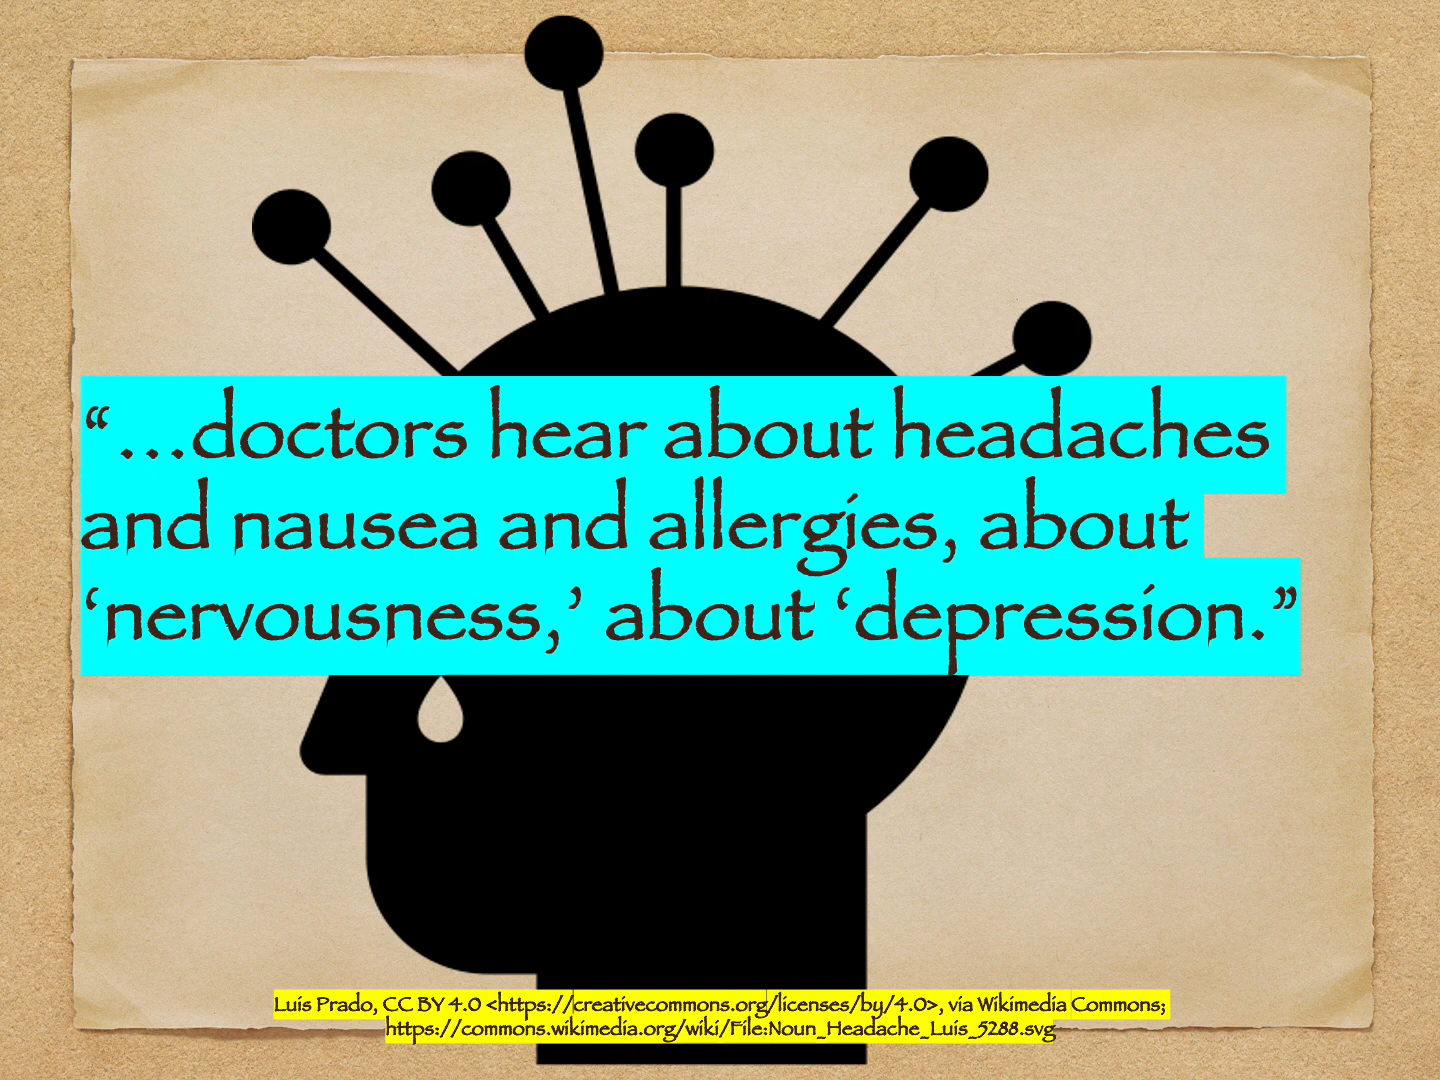 “…doctors hear about headaches
and nausea and allergies, about
‘nervousness,’ about ‘depression.”
Luis Prado, CC BY 4.0 <https://creativecommons.org/licenses/by/4.0>, via Wikimedia Commons;
https://commons.wikimedia.org/wiki/File:Noun_Headache_Luis_5288.svg